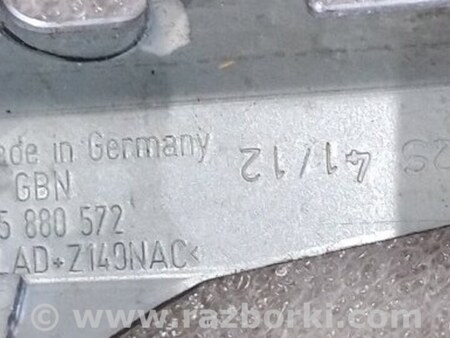 ade in Germany
GBN
5 880 572
LAD+Z140NAC<
41/12
www.razborki.com